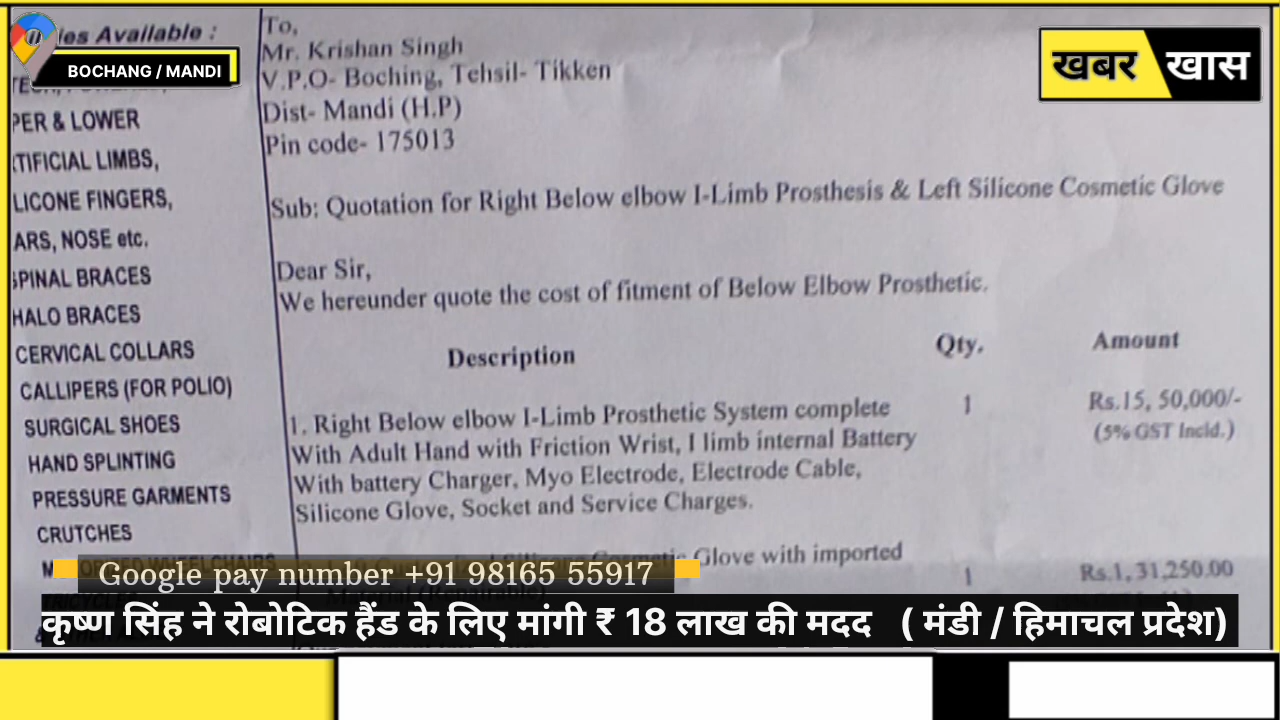 BOCHANG / MANDI
खबर खास
Available :
PER & LOWER
TIFICIAL LIMBS,
LICONE FINGERS,
ARS, NOSE etc.
SPINAL BRACES
HALO BRACES
CERVICAL COLLARS
CALLIPERS (FOR POLIO)
SURGICAL SHOES
HAND SPLINTING
PRESSURE GARMENTS
CRUTCHES
To,
Mr. Krishan Singh
V.P.O- Boching, Tehsil- Tikken
Dist- Mandi (H.P)
Pin code- 175013
Sub: Quotation for Right Below elbow I-Limb Prosthesis & Left Silicone Cosmetic Glove
Dear Sir,
We hereunder quote the cost of fitment of Below Elbow Prosthetic.
Description Qty. Amount
1. Right Below elbow I-Limb Prosthetic System complete 1 Rs.15, 50,000/-
With Adult Hand with Friction Wrist, I limb internal Battery (5% GST Incld.)
With battery Charger, Myo Electrode, Electrode Cable,
Silicone Glove, Socket and Service Charges.
Glove with imported 1 Rs.1,31,250.00
Google pay number +91 98165 55917
कृष्ण सिंह ने रोबोटिक हैंड के लिए मांगी ₹ 18 लाख की मदद ( मंडी / हिमाचल प्रदेश)